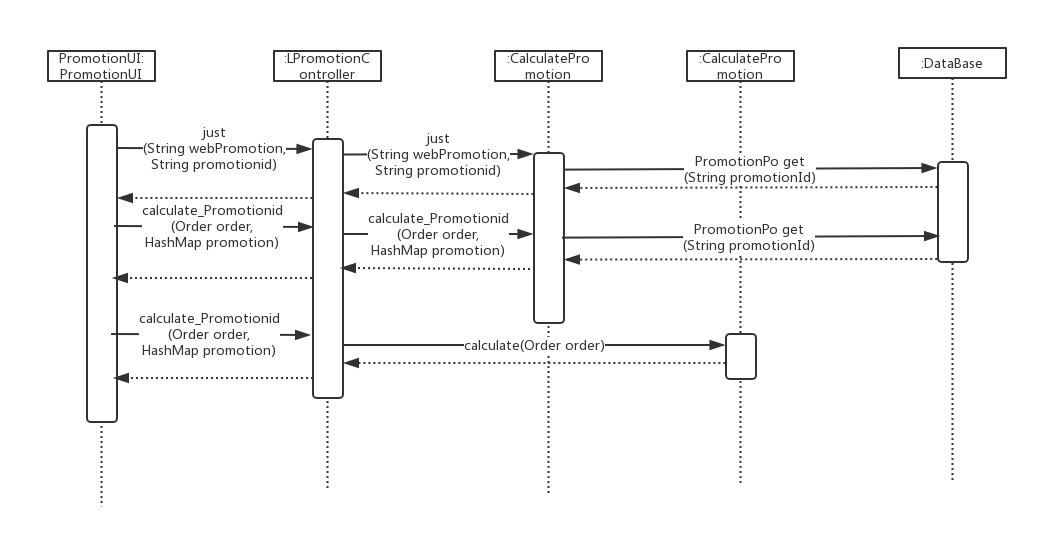 PromotionUI:
PromotionUI
:LPromotionC
ontroller
:CalculatePro
motion
:CalculatePro
motion
:DataBase
just
(String webPromotion,
String promotionid)
just
(String webPromotion,
String promotionid)
PromotionPo get
(String promotionId)
calculate_Promotionid
(Order order,
HashMap promotion)
calculate_Promotionid
(Order order,
HashMap promotion)
PromotionPo get
(String promotionId)
calculate_Promotionid
(Order order,
HashMap promotion)
calculate(Order order)